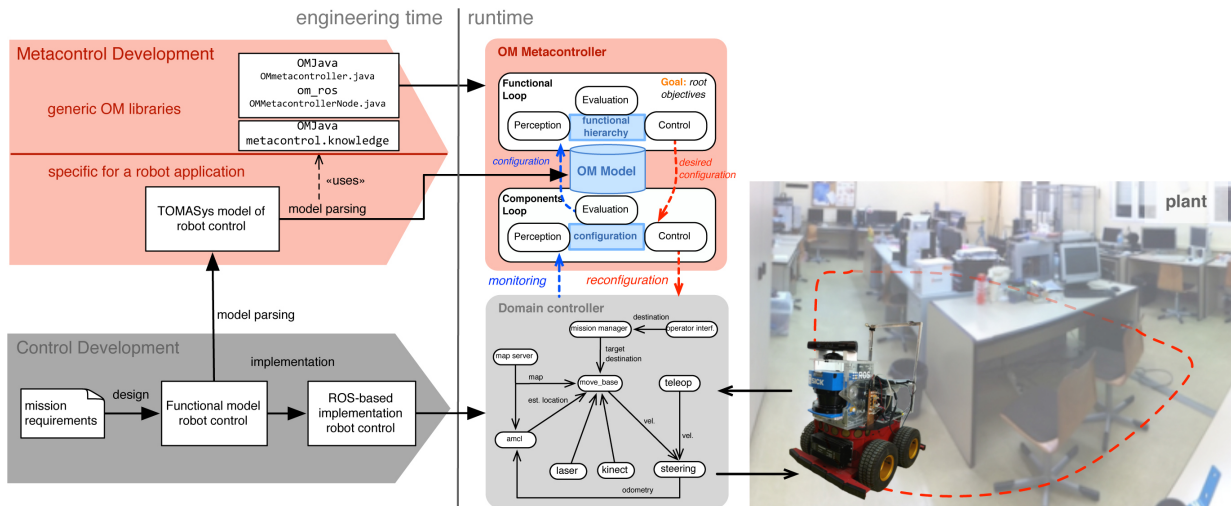 engineering time
runtime
Metacontrol Development
OMJava
OMmetacontroller.java
om_ros
OMMetacontrollerNode.java
generic OM libraries
OMJava
metacontrol.knowledge
specific for a robot application
«uses»
TOMASys model of
robot control
model parsing
model parsing
Control Development
implementation
design
mission
requirements
Functional model
robot control
ROS-based
implementation
robot control
OM Metacontroller
Functional
Loop
Goal: root
objectives
Evaluation
Perception
functional
hierarchy
Control
configuration
OM Model
desired
configuration
Components
Loop
Evaluation
Perception
configuration
Control
monitoring
reconfiguration
Domain controller
destination
mission manager
operator interf.
map server
target
destination
map
move_base
teleop
est. location
vel.
vel.
amcl
laser
kinect
steering
odometry
plant
SICK
ROS